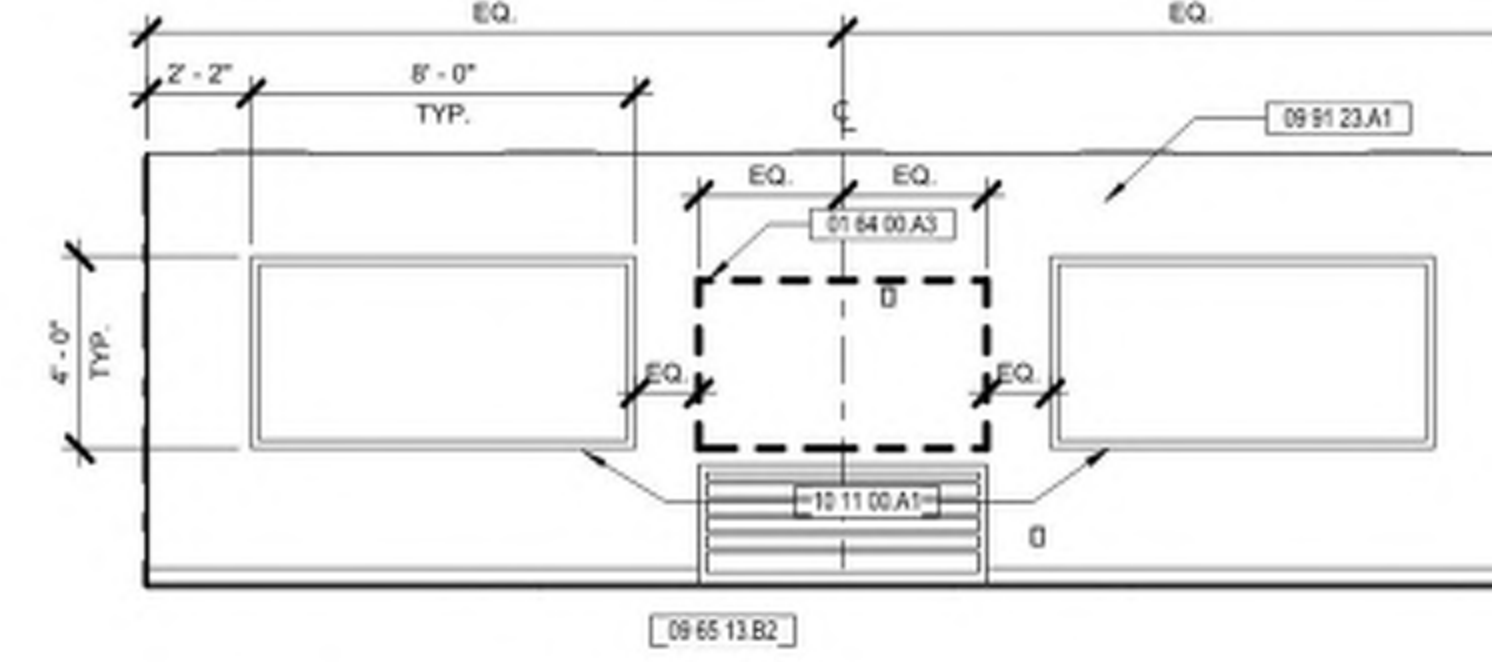 EQ. EQ.
2' - 2" 8' - 0"
TYP.
℄
09 91 23.A1
EQ. EQ.
01 64 00.A3
4' - 0"
TYP.
EQ. EQ.
10 11 00.A1
09 65 13.B2